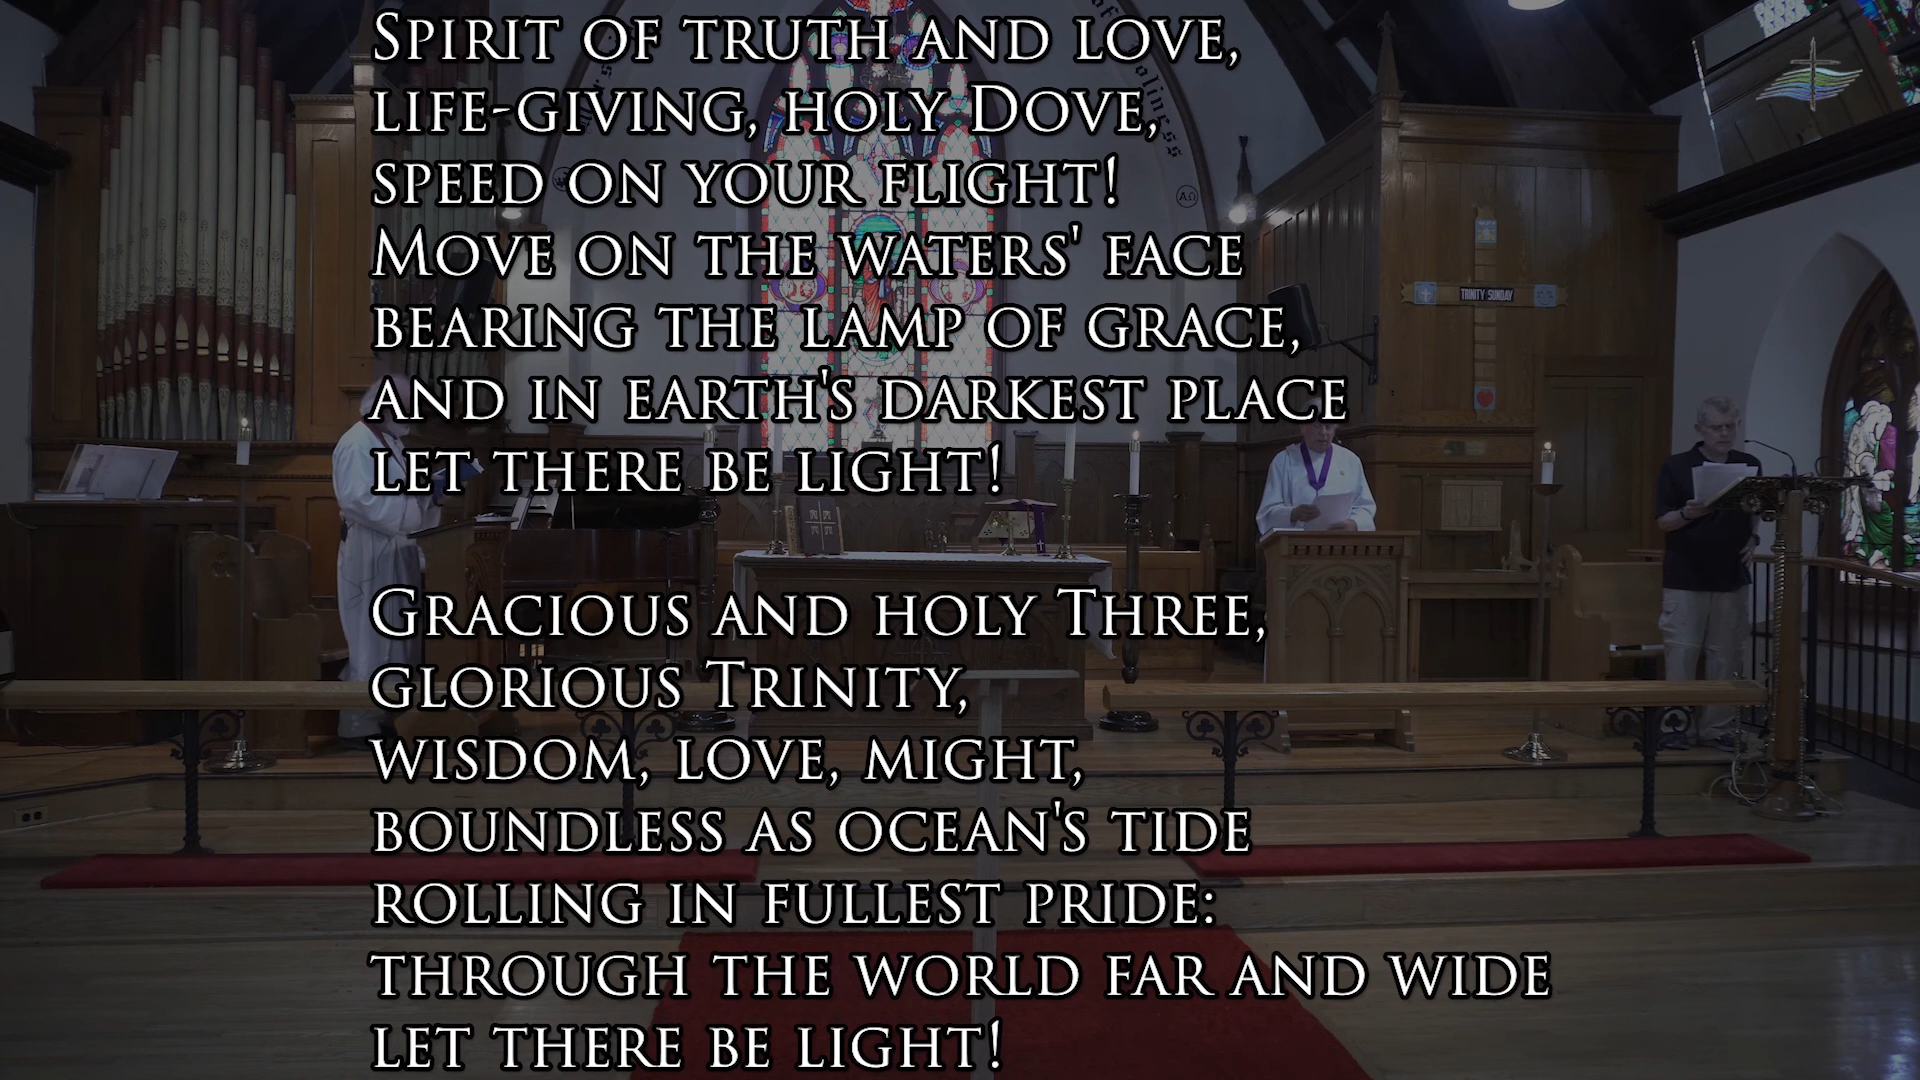 Spirit of truth and love,
life-giving, holy Dove,
speed on your flight!
Move on the waters' face
bearing the lamp of grace,
and in earth's darkest place
let there be light!
Gracious and holy Three,
glorious Trinity,
wisdom, love, might,
boundless as ocean's tide
rolling in fullest pride:
through the world far and wide
let there be light!
TRINITY SUNDAY
of
ΑΩ